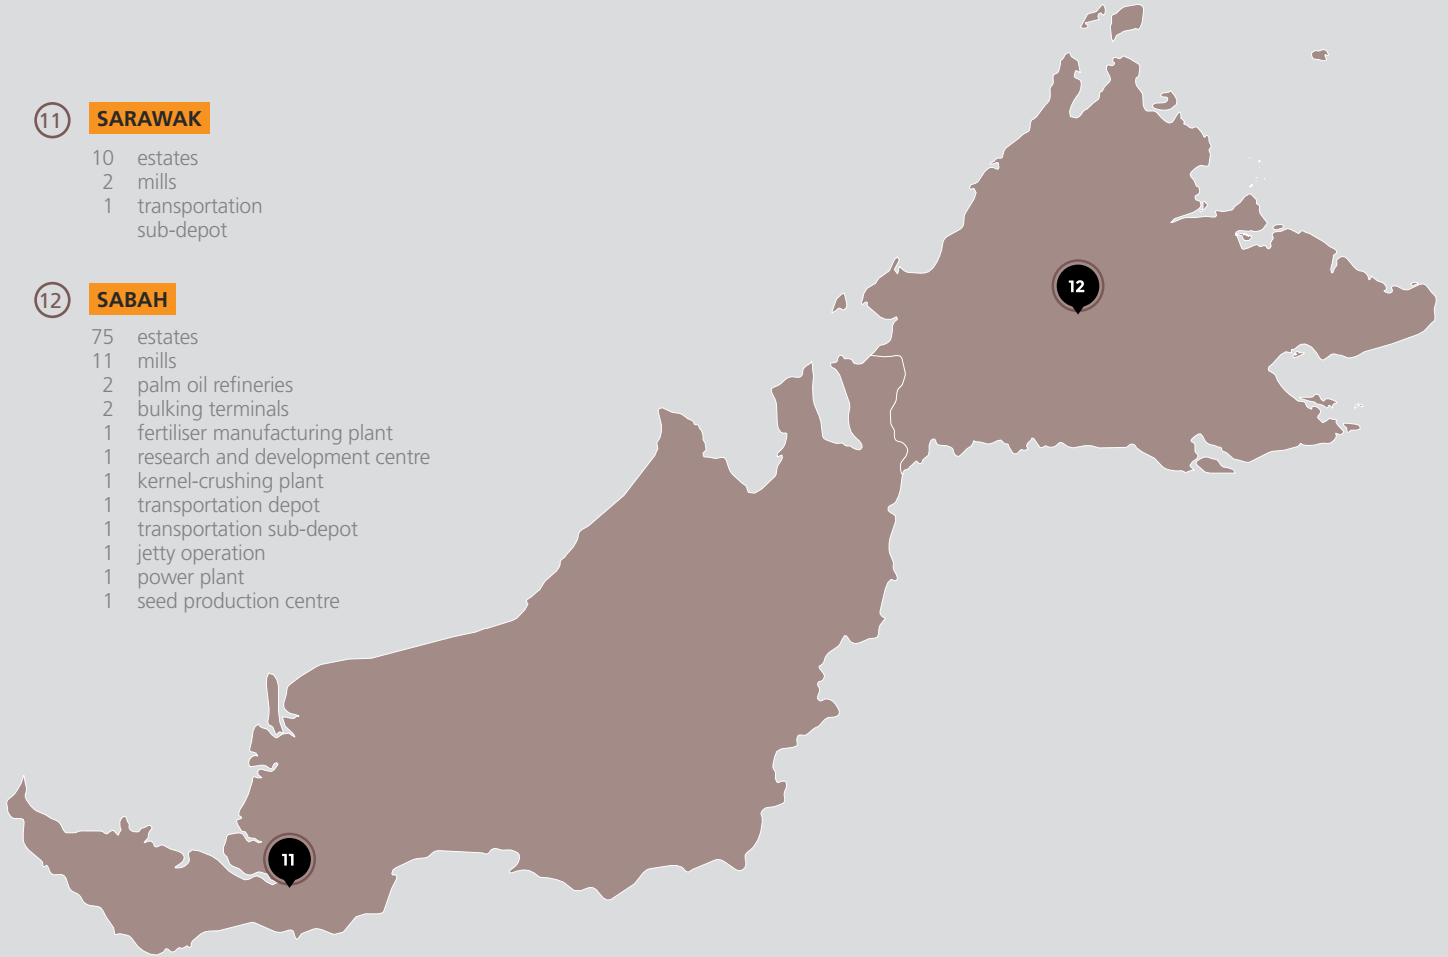 11 SARAWAK
10 estates
2 mills
1 transportation
sub-depot
12 SABAH
75 estates
11 mills
2 palm oil refineries
2 bulking terminals
1 fertiliser manufacturing plant
1 research and development centre
1 kernel-crushing plant
1 transportation depot
1 transportation sub-depot
1 jetty operation
1 power plant
1 seed production centre
12
11